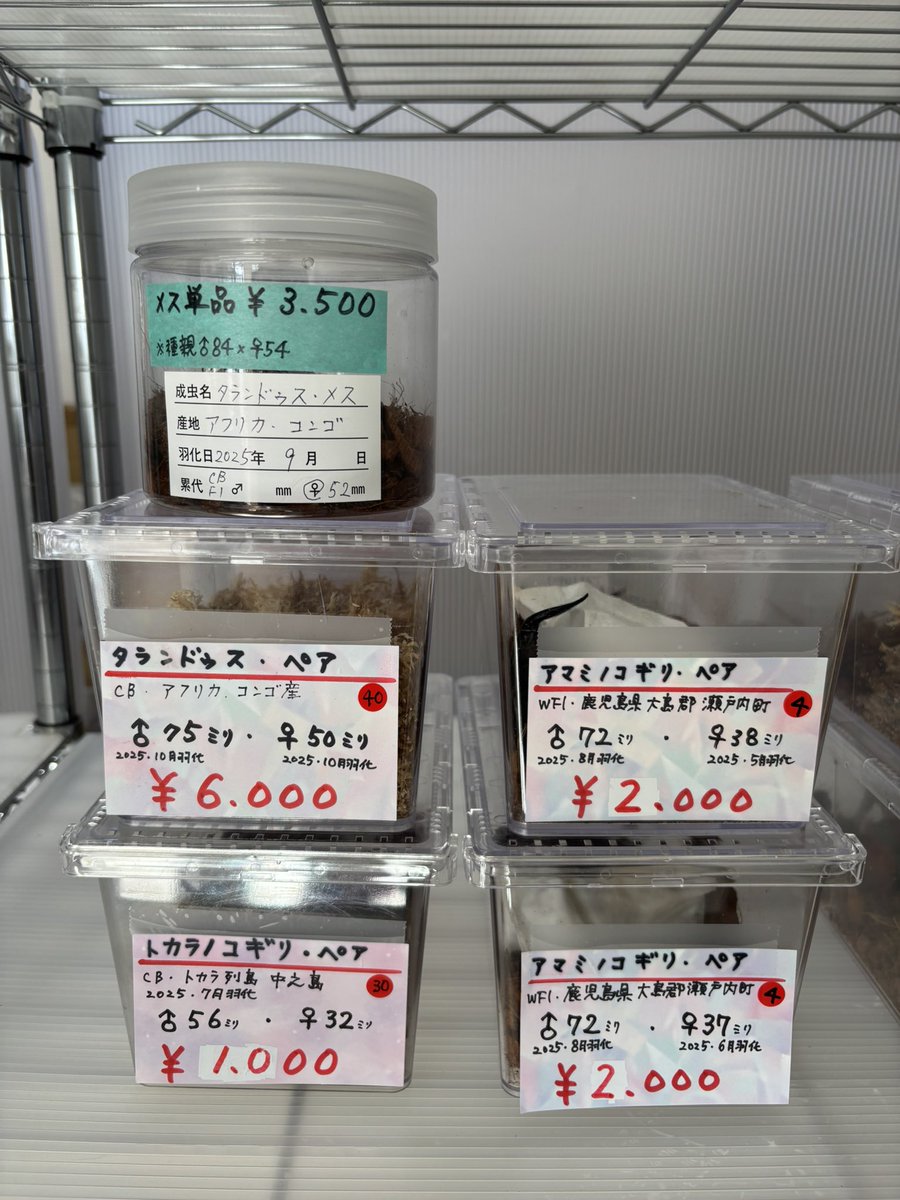 メス単品 ¥ 3.500
※種親♂84×♀54
成虫名 タランドゥス・メス
産地 アフリカ・コンゴ
羽化日2025年 9月 日
累代 CB F1 ♂ mm ♀ 52mm
タランドゥス・ペア
CB・アフリカ.コンゴ産
40
♂75ミリ・♀50ミリ
2025.10月羽化 2025.10月羽化
¥6.000
アマミノコギリ・ペア
WF1・鹿児島県大島郡瀬戸内町
4
♂72ミリ・♀38ミリ
2025.8月羽化 2025.5月羽化
¥2.000
トカラノコギリ・ペア
CB・トカラ列島 中之島
2025.7月羽化
30
♂56ミリ・♀32ミリ
¥1.000
アマミノコギリ・ペア
WF1・鹿児島県大島郡瀬戸内町
4
♂72ミリ・♀37ミリ
2025.8月羽化 2025.6月羽化
¥2.000